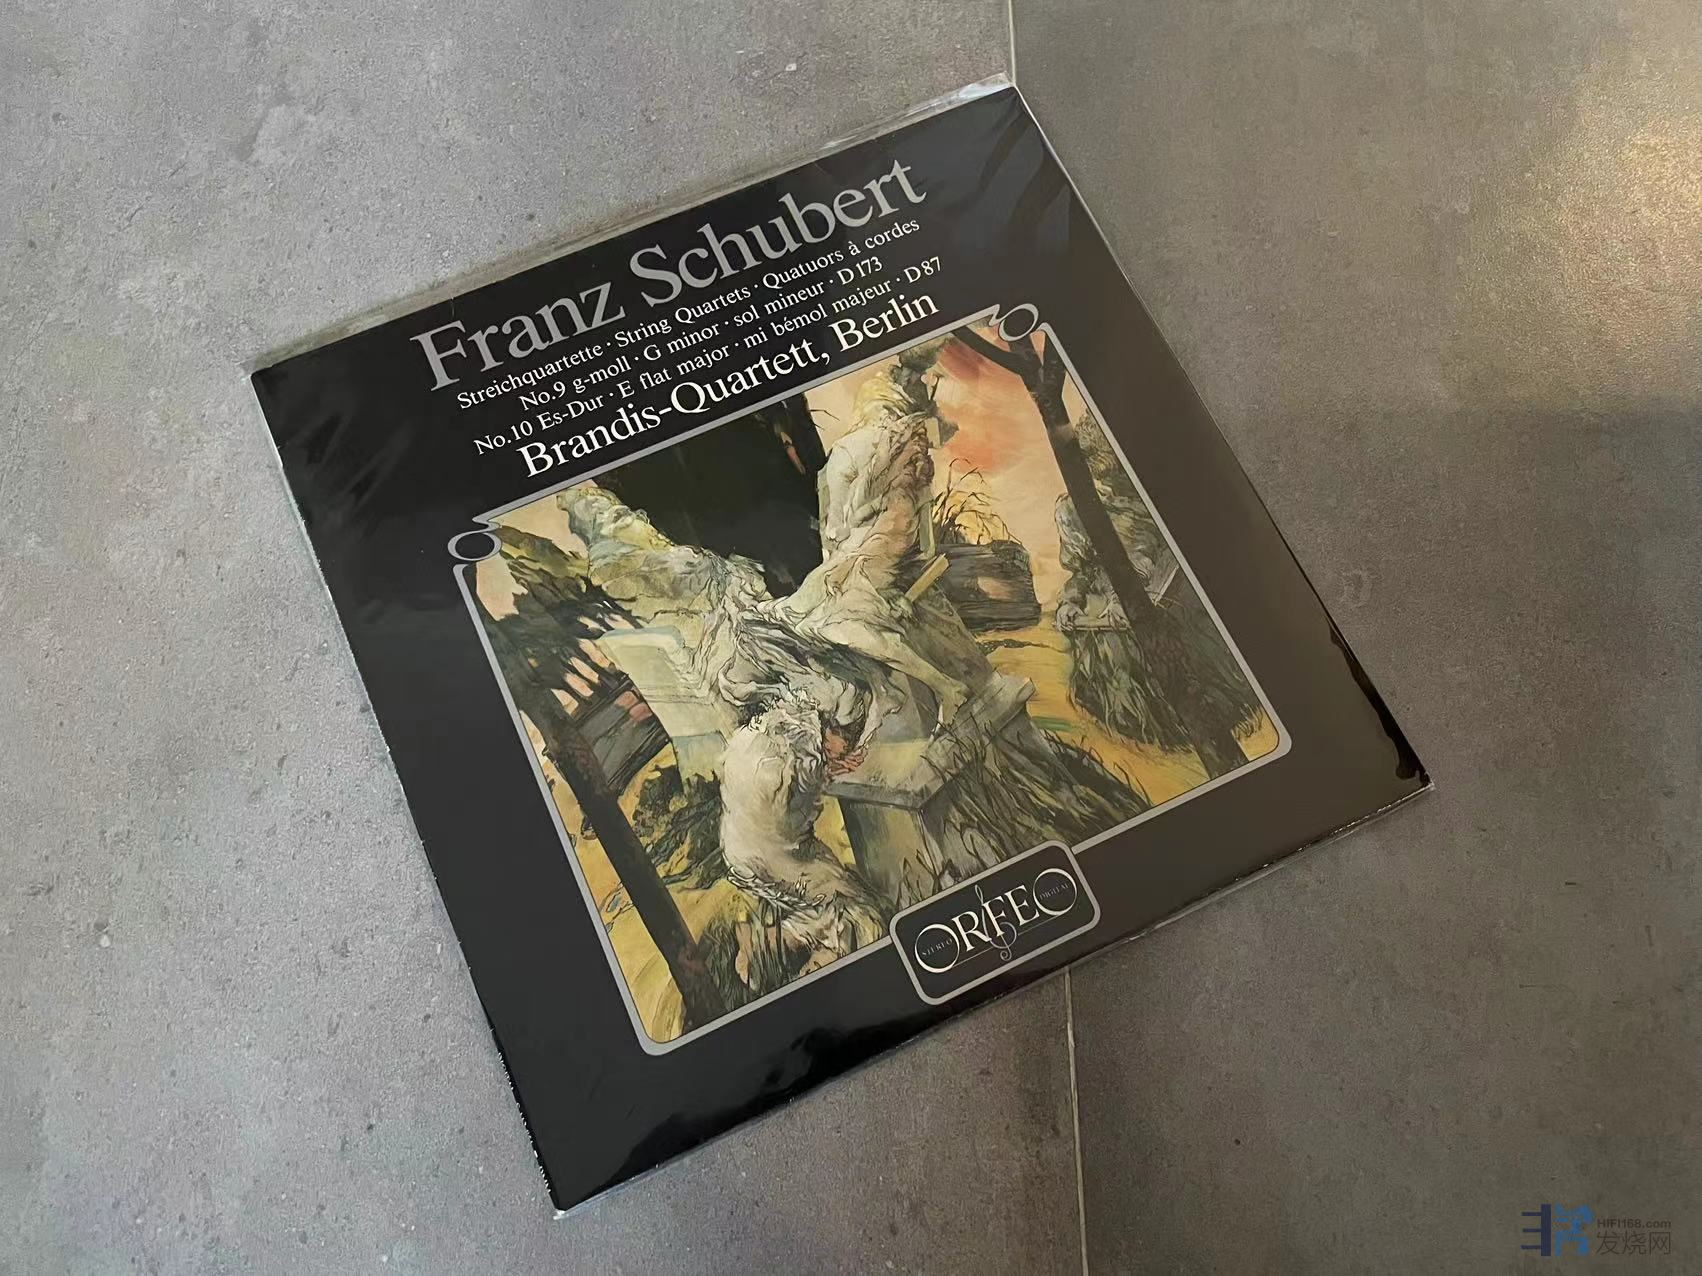 Franz Schubert
Streichquartette · String Quartets · Quatuors à cordes
No.9 g-moll · G minor · sol mineur · D 173
No.10 Es-Dur · E flat major · mi bémol majeur · D 87
Brandis-Quartett, Berlin
STEREO ORFEO DIGITAL
HIFI168.com
发烧网